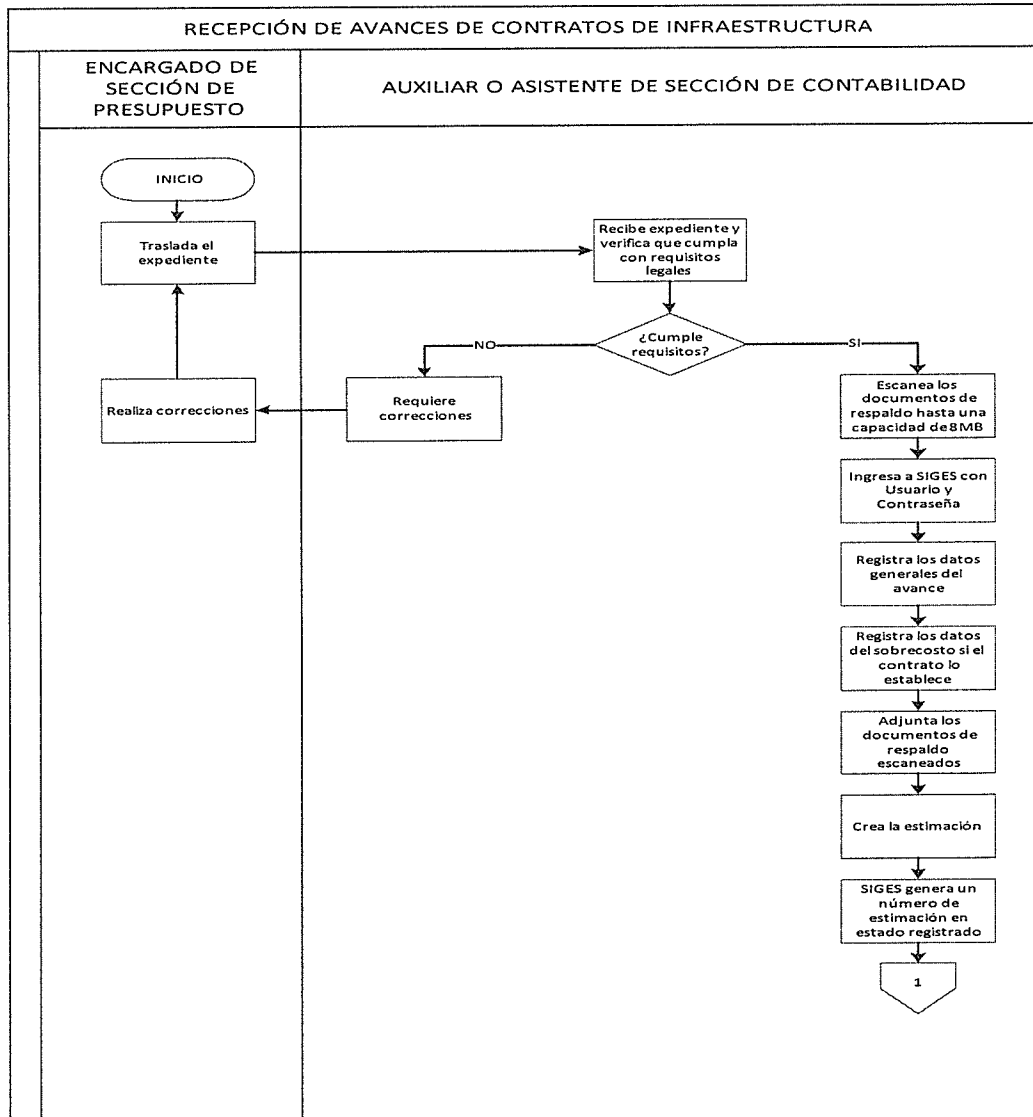 RECEPCIÓN DE AVANCES DE CONTRATOS DE INFRAESTRUCTURA
ENCARGADO DE
SECCIÓN DE
PRESUPUESTO
AUXILIAR O ASISTENTE DE SECCIÓN DE CONTABILIDAD
INICIO
Traslada el
expediente
Recibe expediente y
verifica que cumpla
con requisitos
legales
¿Cumple
requisitos?
NO
SI
Realiza correcciones
Requiere
correcciones
Escanea los
documentos de
respaldo hasta una
capacidad de8MB
Ingresa a SIGES con
Usuario y
Contraseña
Registra los datos
generales del
avance
Registra los datos
del sobrecosto si el
contrato lo
establece
Adjunta los
documentos de
respaldo
escaneados
Crea la estimación
SIGES genera un
número de
estimación en
estado registrado
1